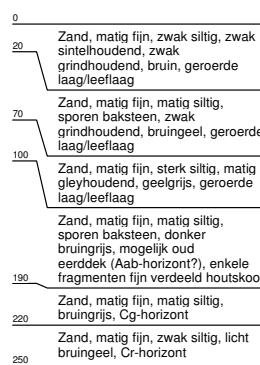 0
Zand, matig fijn, zwak siltig, zwak
sintelhoudend, zwak
grindhoudend, bruin, geroerde
laag/leeflaag
20
Zand, matig fijn, matig siltig,
sporen baksteen, zwak
grindhoudend, bruingeel, geroerde
laag/leeflaag
70
Zand, matig fijn, sterk siltig, matig
gleyhoudend, geelgrijs, geroerde
laag/leeflaag
100
Zand, matig fijn, matig siltig,
sporen baksteen, donker
bruingrijs, mogelijk oud
eerddek (Aab-horizont?), enkele
fragmenten fijn verdeeld houtskoo
190
Zand, matig fijn, matig siltig,
bruingrijs, Cg-horizont
220
Zand, matig fijn, zwak siltig, licht
bruingeel, Cr-horizont
250